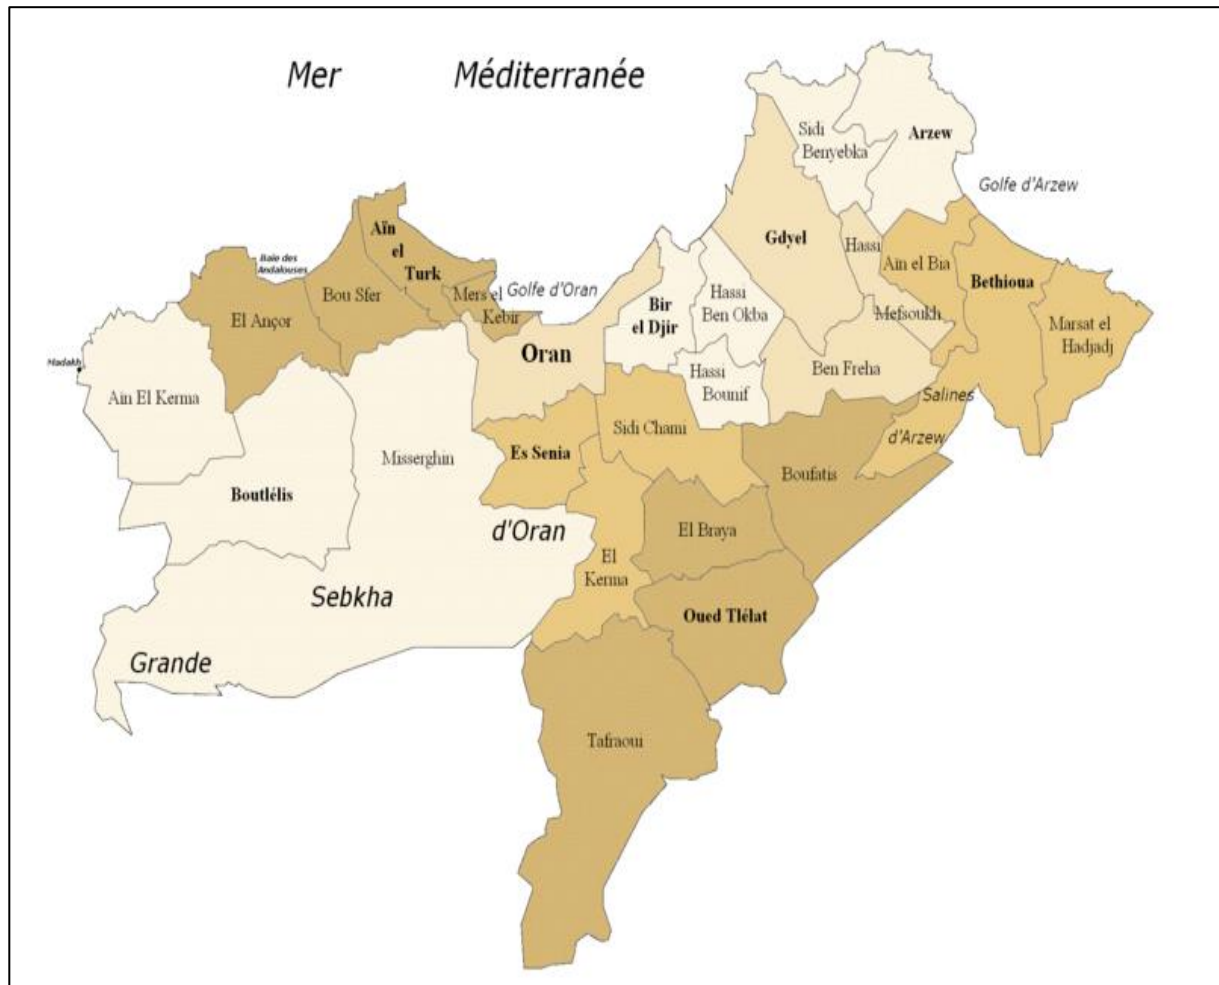 Mer Méditerranée
Sidi
Benyebka
Arzew
Golfe d'Arzew
Aïn
el
Turk
Gdyel
Hassi
Mefsoukh
Ain el Bia
Bethioua
Marsat el
Hadjadj
Baie des
Andalouses
Bou Sfer
El Ançor
Mers el
Kebir
Golfe d'Oran
Bir
el Djir
Hassi
Ben Okba
Oran
Hassi
Bounif
Ben Freha
Madakh
Ain El Kerma
Salines
d'Arzew
Sidi Chami
Es Senia
Misserghin
Boutlélis
Boufatis
El Braya
d'Oran
El
Kerma
Sebkha
Oued Tlélat
Grande
Tafraoui